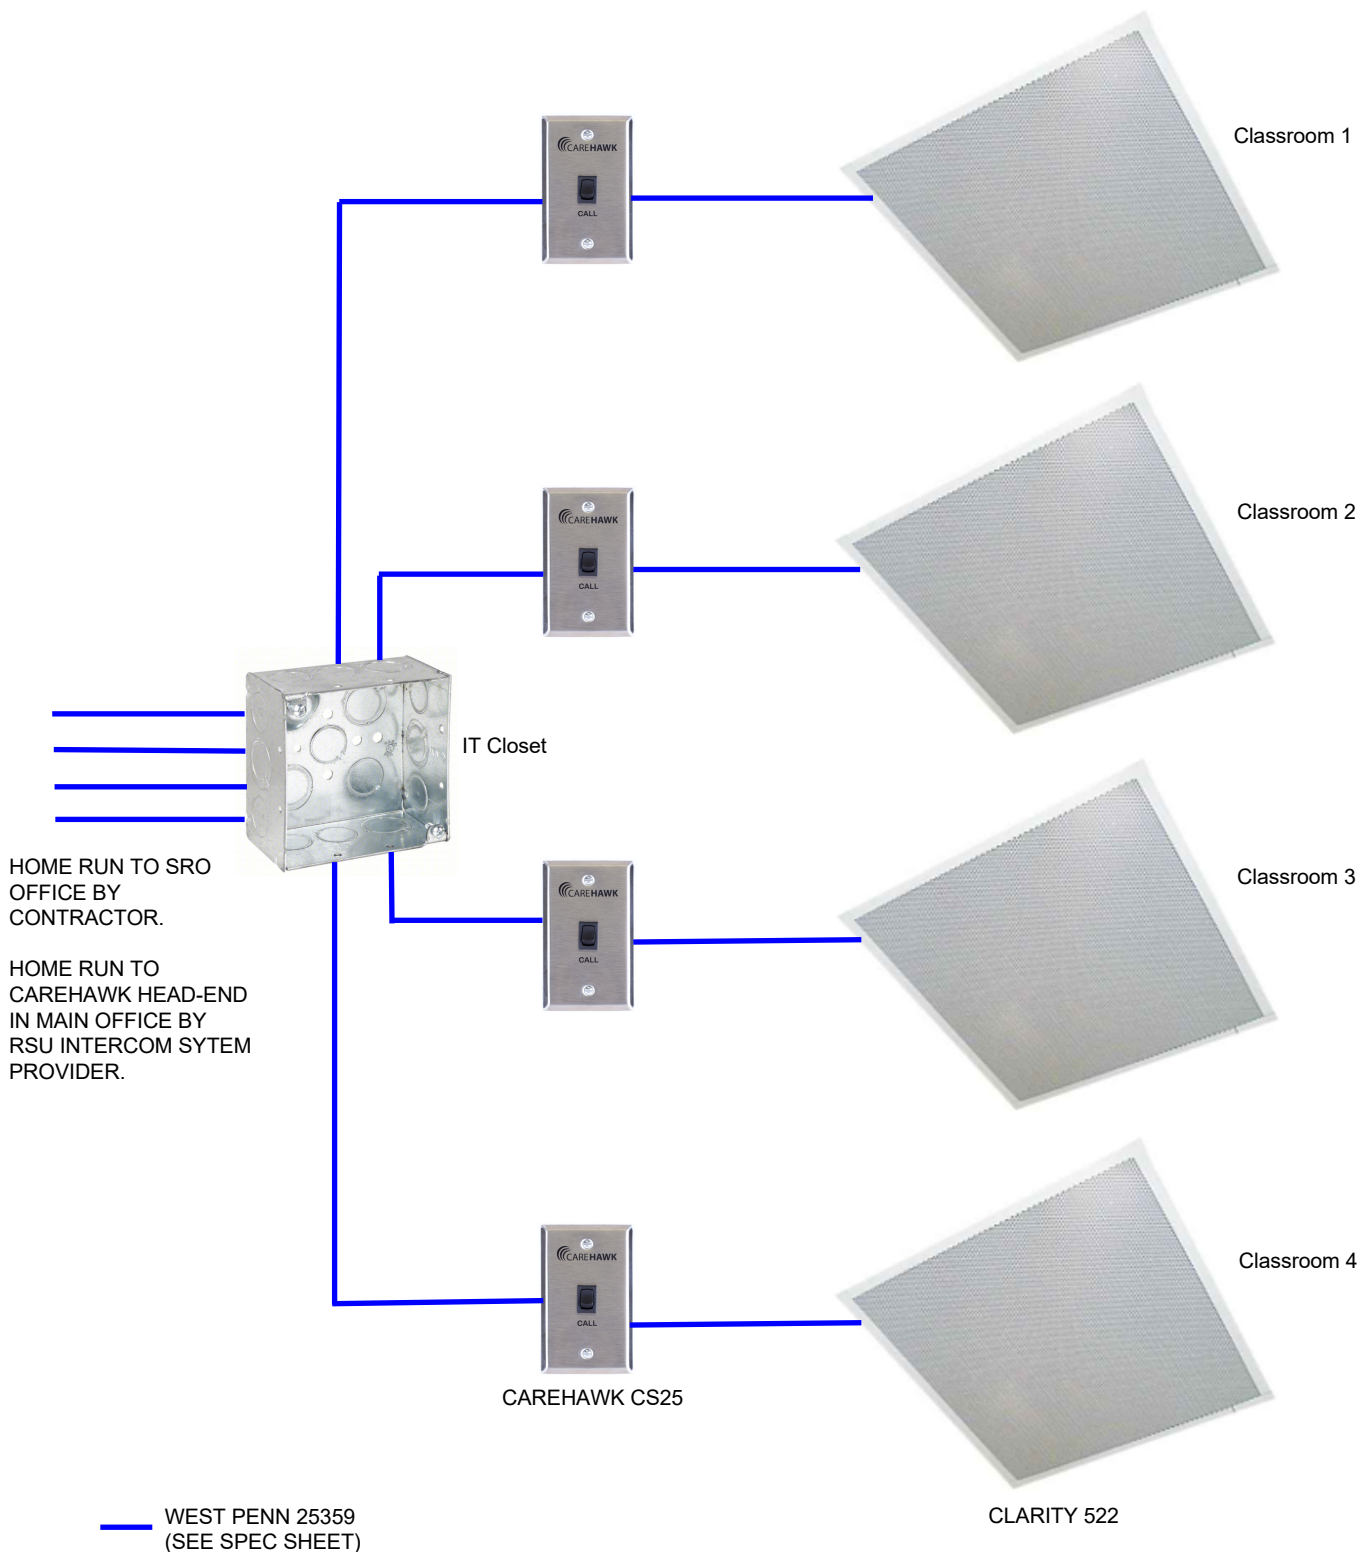 CAREHAWK
CALL
Classroom 1
CAREHAWK
CALL
Classroom 2
IT Closet
HOME RUN TO SRO
OFFICE BY
CONTRACTOR.
HOME RUN TO
CAREHAWK HEAD-END
IN MAIN OFFICE BY
RSU INTERCOM SYTEM
PROVIDER.
CAREHAWK
CALL
Classroom 3
CAREHAWK
CALL
Classroom 4
CAREHAWK CS25
CLARITY 522
WEST PENN 25359
(SEE SPEC SHEET)